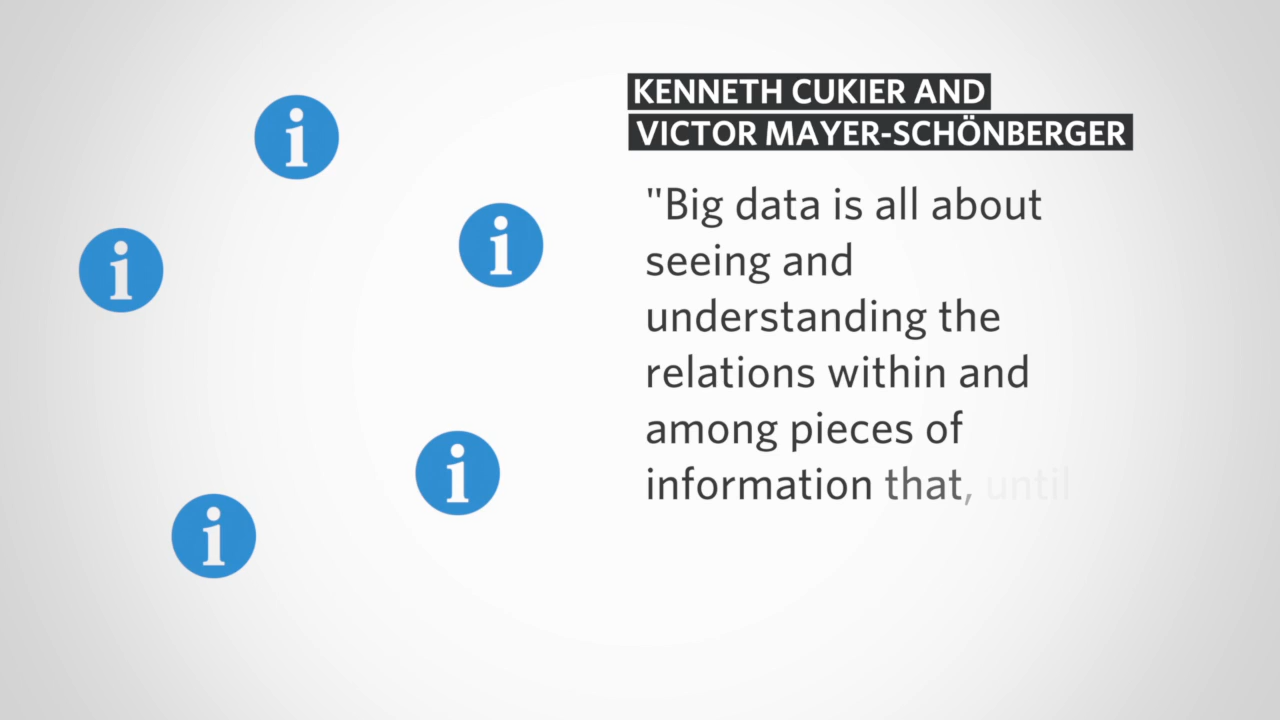 KENNETH CUKIER AND
VICTOR MAYER-SCHÖNBERGER
"Big data is all about
seeing and
understanding the
relations within and
among pieces of
information that, until
i
i
i
i
i